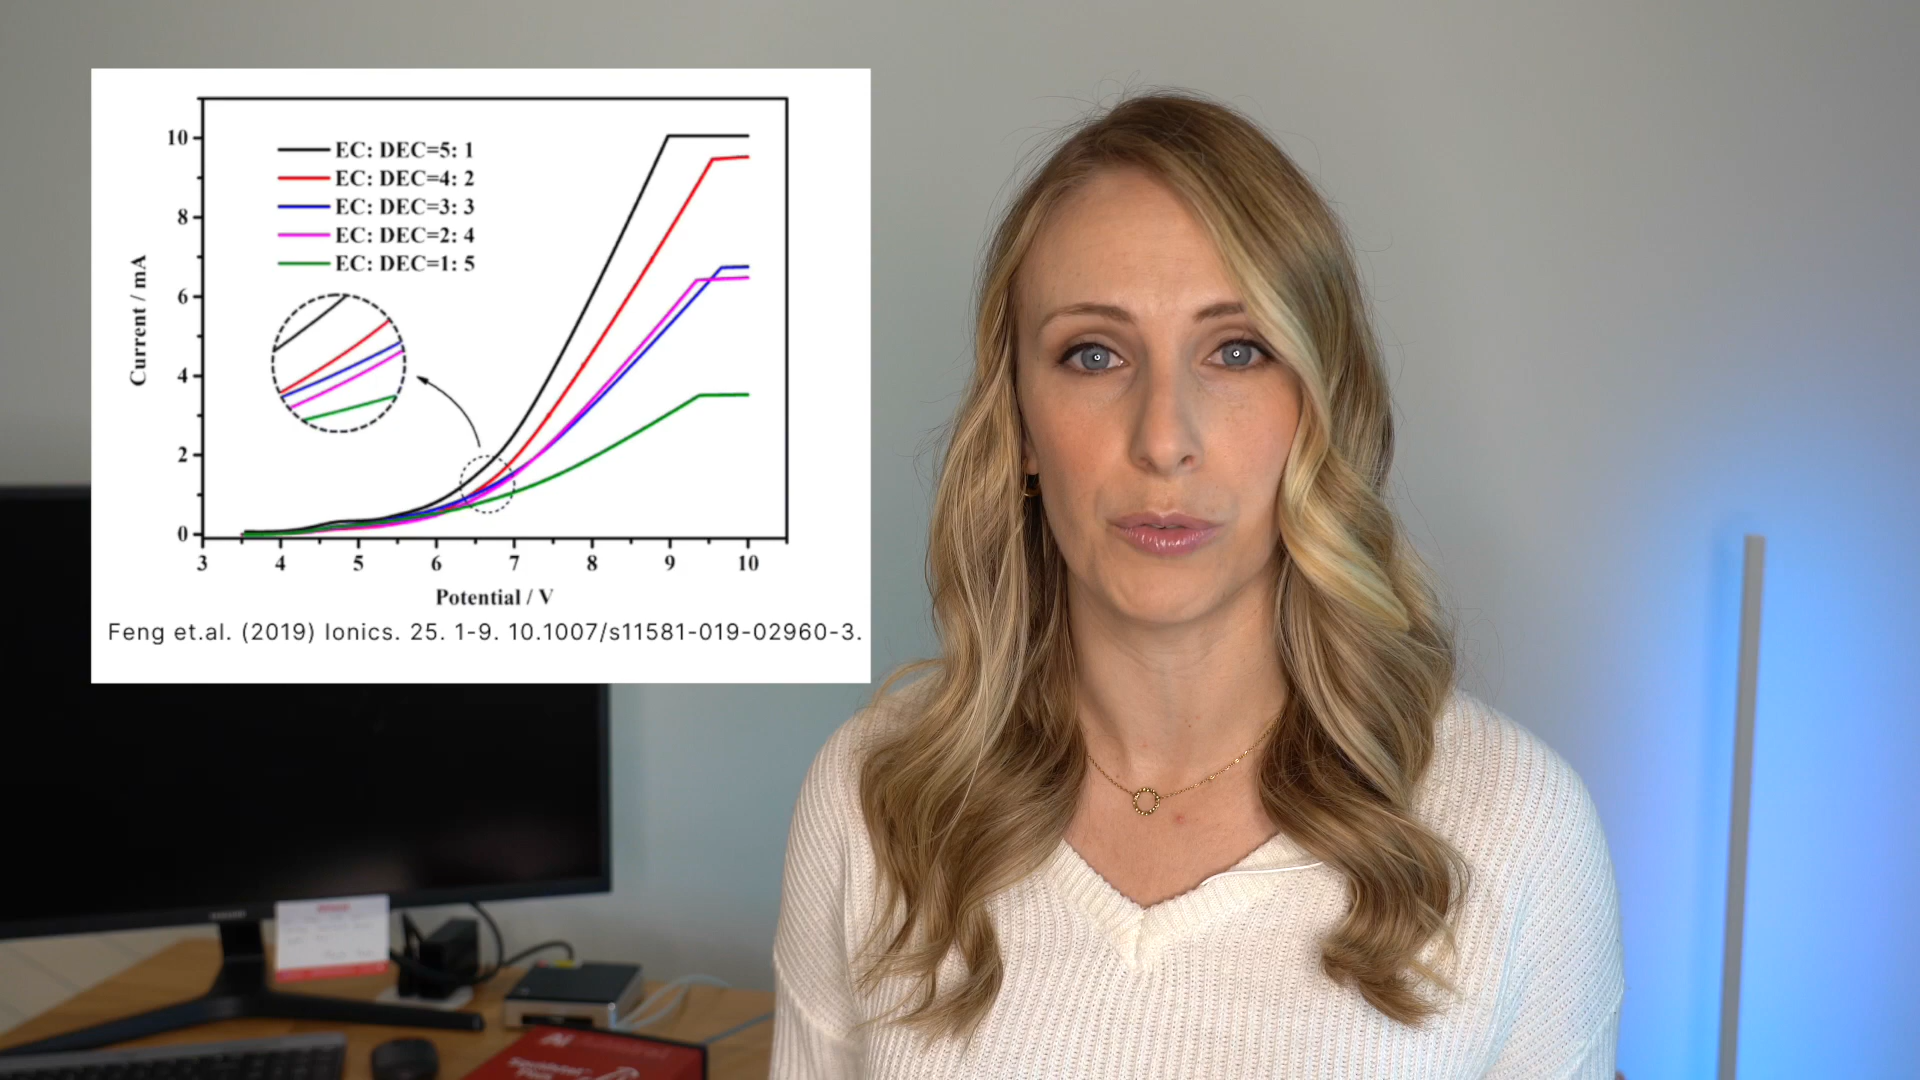 10
8
6
4
2
0
Current / mA
EC: DEC=5: 1
EC: DEC=4: 2
EC: DEC=3: 3
EC: DEC=2: 4
EC: DEC=1: 5
3 4 5 6 7 8 9 10
Potential / V
Feng et.al. (2019) Ionics. 25. 1-9. 10.1007/s11581-019-02960-3.
SAMSUNG